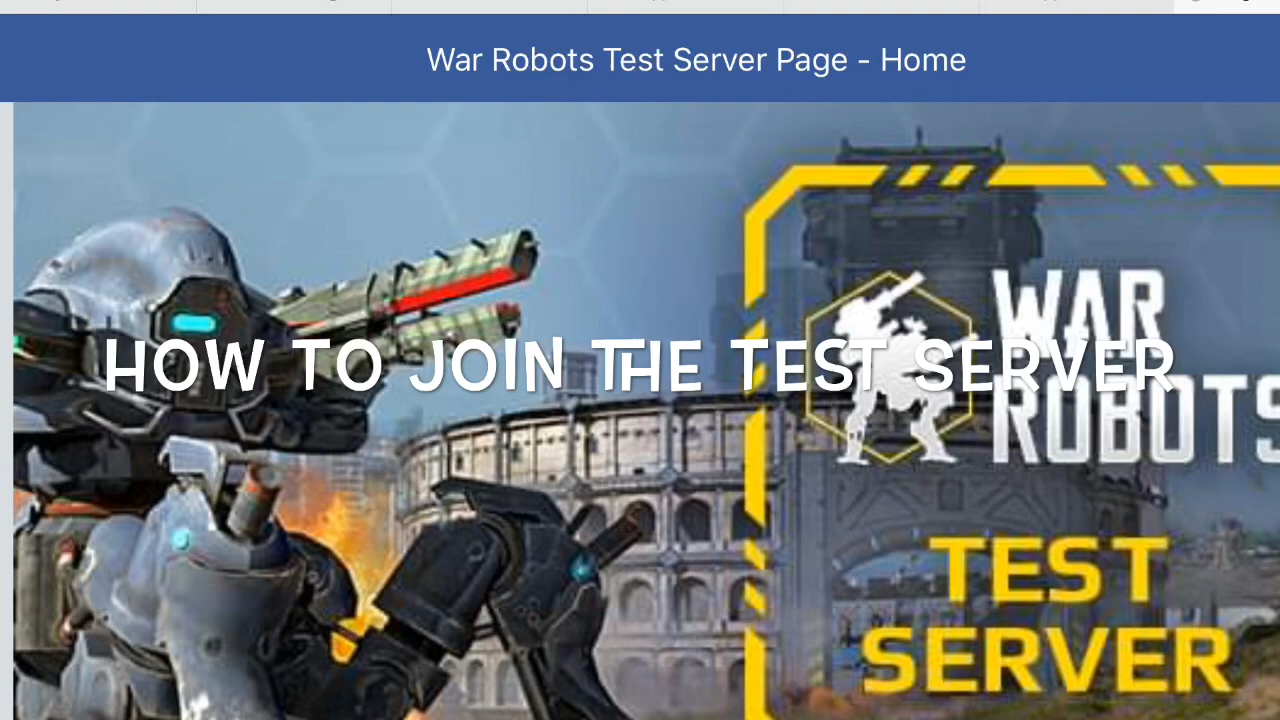 War Robots Test Server Page - Home
WAR
HOW TO JOIN THE TEST SERVER
ROBOTS
TEST
SERVER